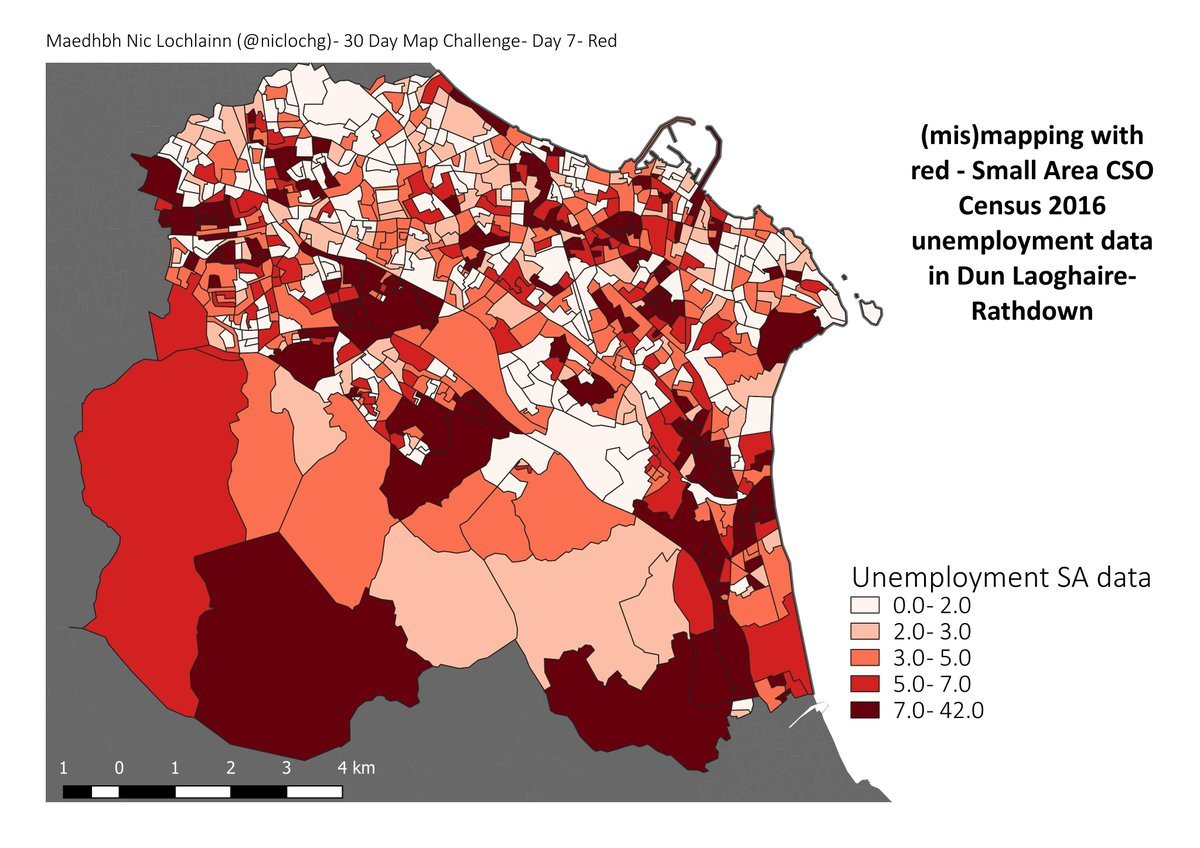 Maedhbh Nic Lochlainn (@niclochg)- 30 Day Map Challenge- Day 7- Red
(mis)mapping with
red - Small Area CSO
Census 2016
unemployment data
in Dun Laoghaire-
Rathdown
Unemployment SA data
0.0- 2.0
2.0- 3.0
3.0- 5.0
5.0- 7.0
7.0- 42.0
1 0 1 2 3 4 km